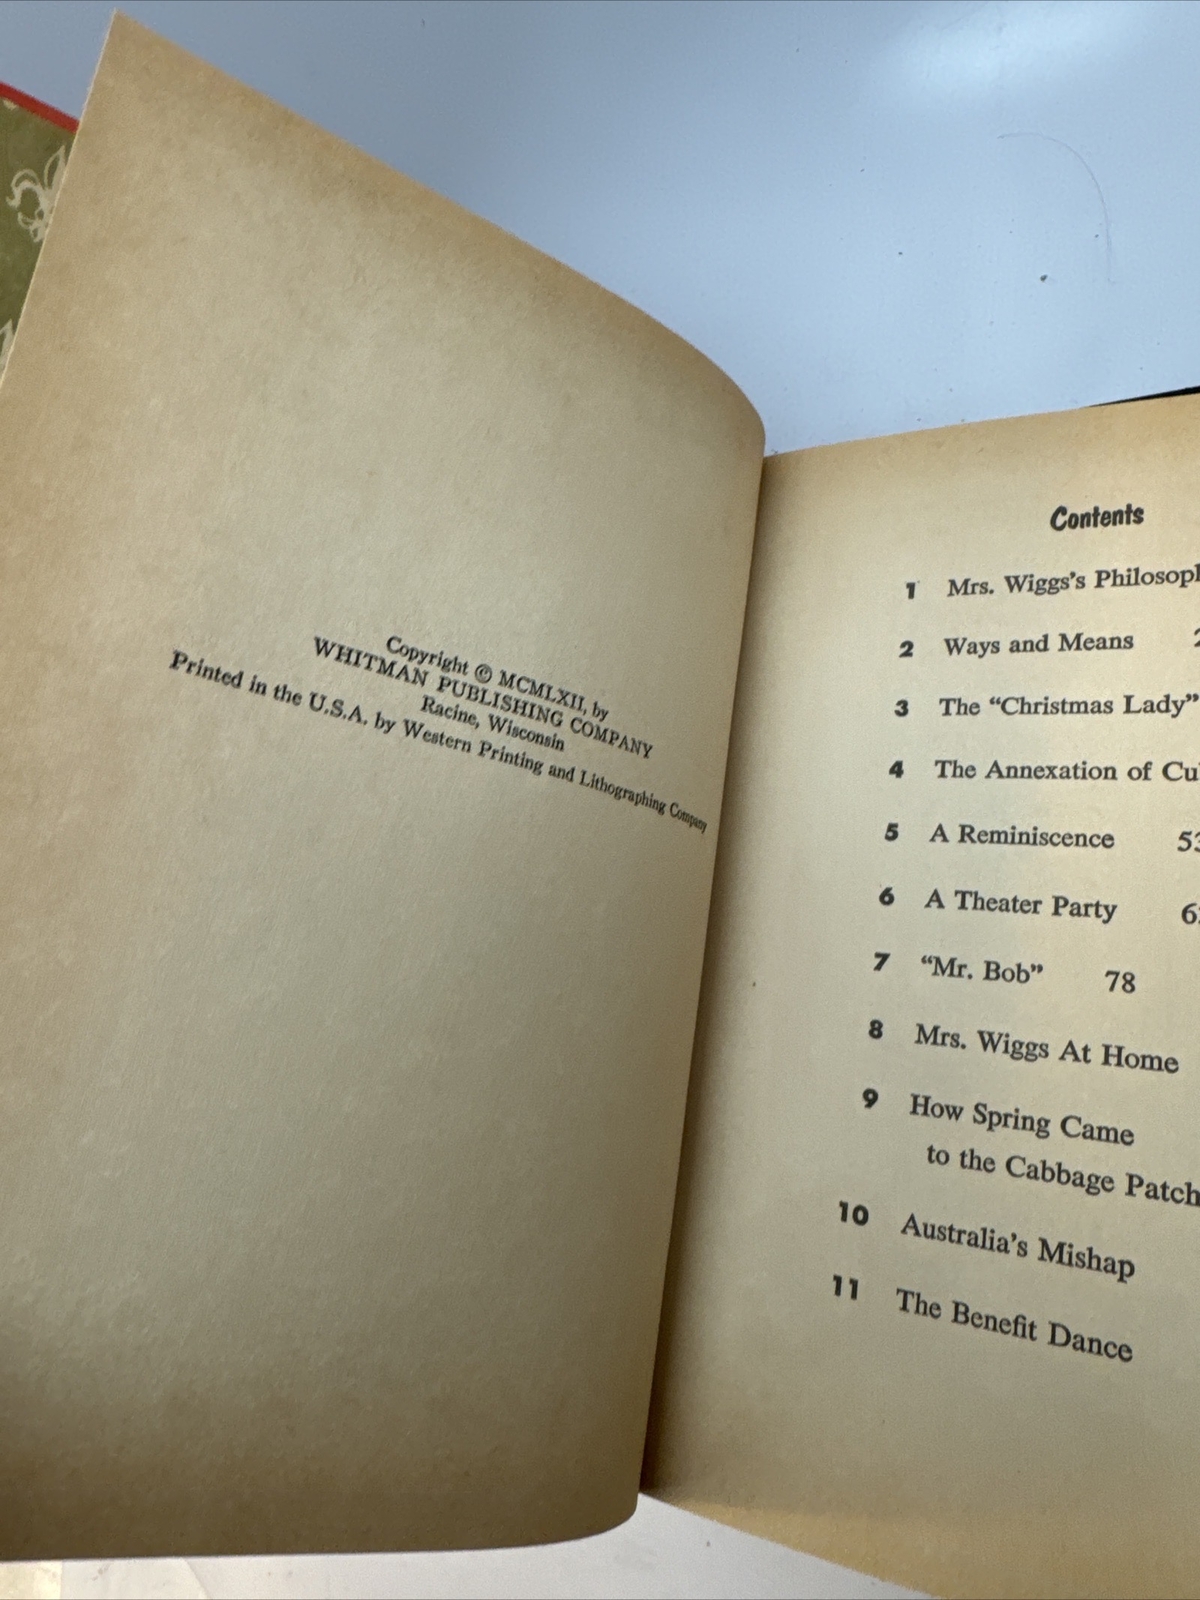 Copyright © MCMLXII, by
WHITMAN PUBLISHING COMPANY
Racine, Wisconsin
Printed in the U.S.A. by Western Printing and Lithographing Company
Contents
1 Mrs. Wiggs's
2 Ways and Means
3 The "Christmas Lady"
4 The Annexation of
5 A Reminiscence
6 A Theater Party
7 "Mr. Bob" 78
8 Mrs. Wiggs At Home
9 How Spring Came
to the Cabbage Patch
10 Australia's Mishap
11 The Benefit Dance